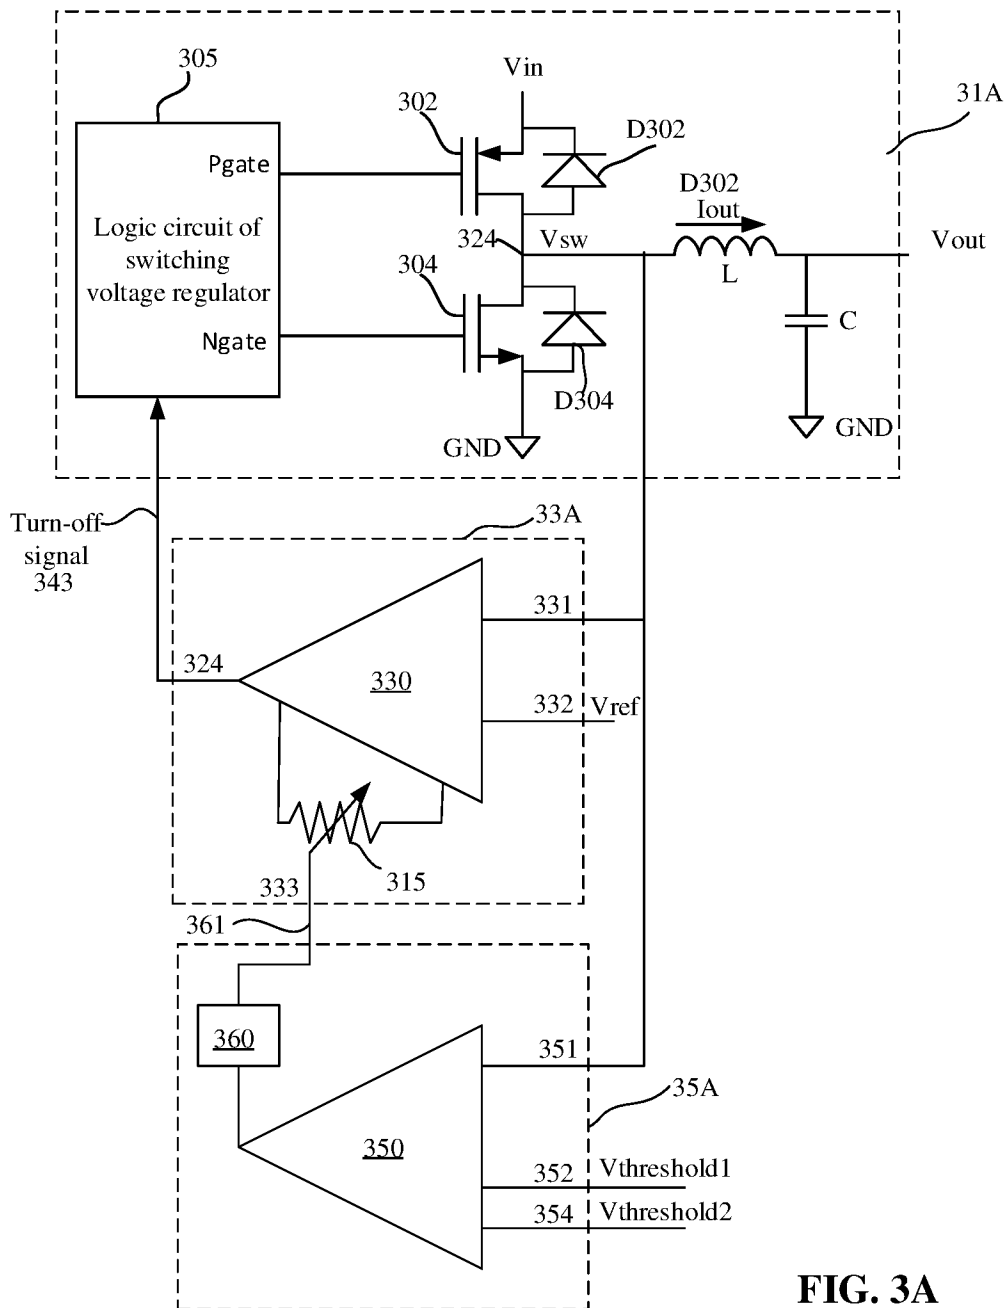 305
Vin
302
D302
31A
Pgate
D302
Iout
Logic circuit of
switching
voltage regulator
324
Vsw
Vout
L
304
Ngate
C
D304
GND
GND
33A
Turn-off
signal
343
331
324
330
332
Vref
315
333
361
360
351
35A
350
352
Vthreshold1
354
Vthreshold2
FIG. 3A